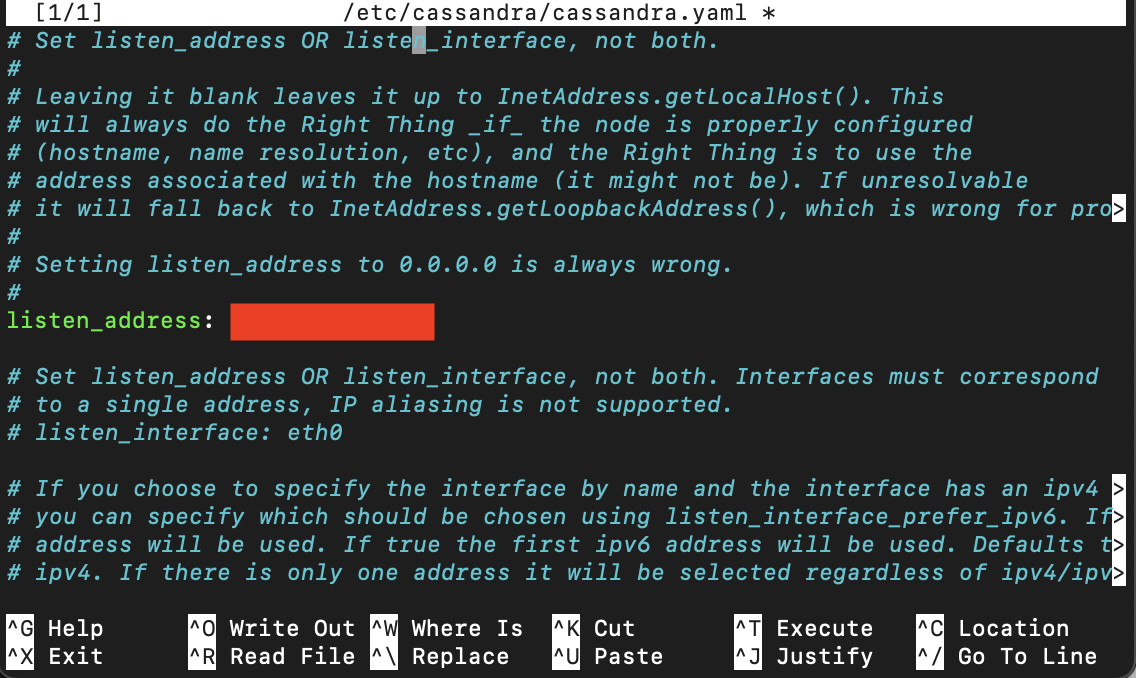 [1/1] /etc/cassandra/cassandra.yaml *
# Set listen_address OR listen_interface, not both.
#
# Leaving it blank leaves it up to InetAddress.getLocalHost(). This
# will always do the Right Thing _if_ the node is properly configured
# (hostname, name resolution, etc), and the Right Thing is to use the
# address associated with the hostname (it might not be). If unresolvable
# it will fall back to InetAddress.getLoopbackAddress(), which is wrong for pro>
#
# Setting listen_address to 0.0.0.0 is always wrong.
#
listen_address:
# Set listen_address OR listen_interface, not both. Interfaces must correspond
# to a single address, IP aliasing is not supported.
# listen_interface: eth0
# If you choose to specify the interface by name and the interface has an ipv4 >
# you can specify which should be chosen using listen_interface_prefer_ipv6. If>
# address will be used. If true the first ipv6 address will be used. Defaults t>
# ipv4. If there is only one address it will be selected regardless of ipv4/ipv>
^G Help ^O Write Out ^W Where Is ^K Cut ^T Execute ^C Location
^X Exit ^R Read File ^\ Replace ^U Paste ^J Justify ^/ Go To Line